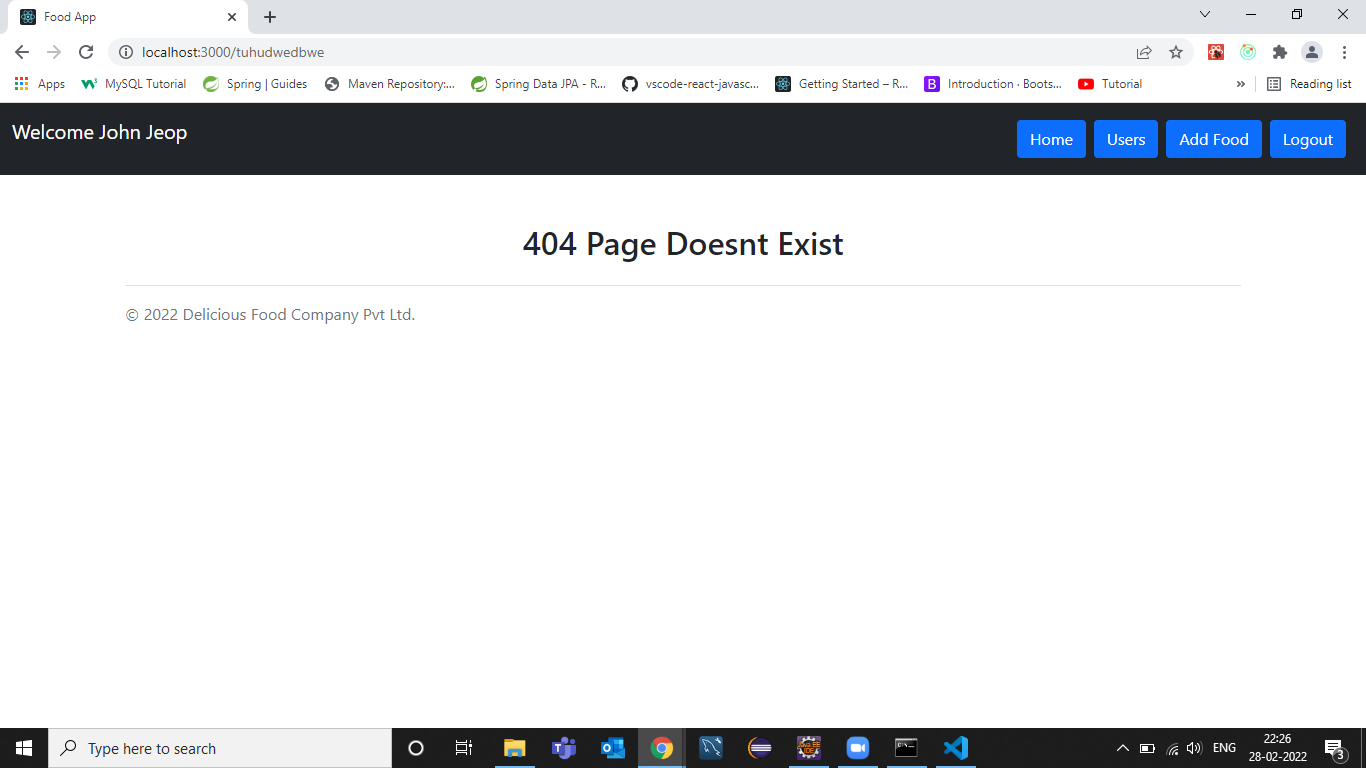 Food App
localhost:3000/tuhudwedbwe
Apps MySQL Tutorial Spring | Guides Maven Repository:... Spring Data JPA - R... vscode-react-javasc... Getting Started – R... Introduction · Boots... Tutorial » Reading list
Welcome John Jeop
Home Users Add Food Logout
404 Page Doesnt Exist
© 2022 Delicious Food Company Pvt Ltd.
Type here to search
ENG
22:26
28-02-2022
3